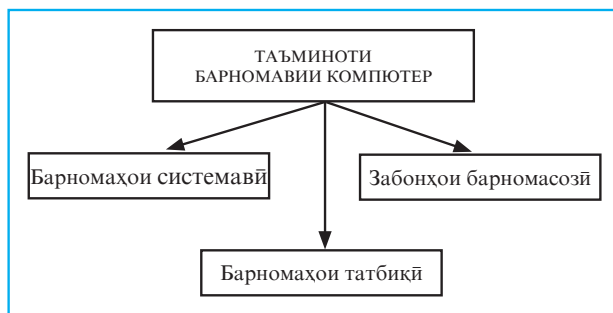 ТАЪМИНОТИ
БАРНОМАВИИ КОМПЮТЕР
Барномаҳои системавӣ
Забонҳои барномасозӣ
Барномаҳои татбиқӣ